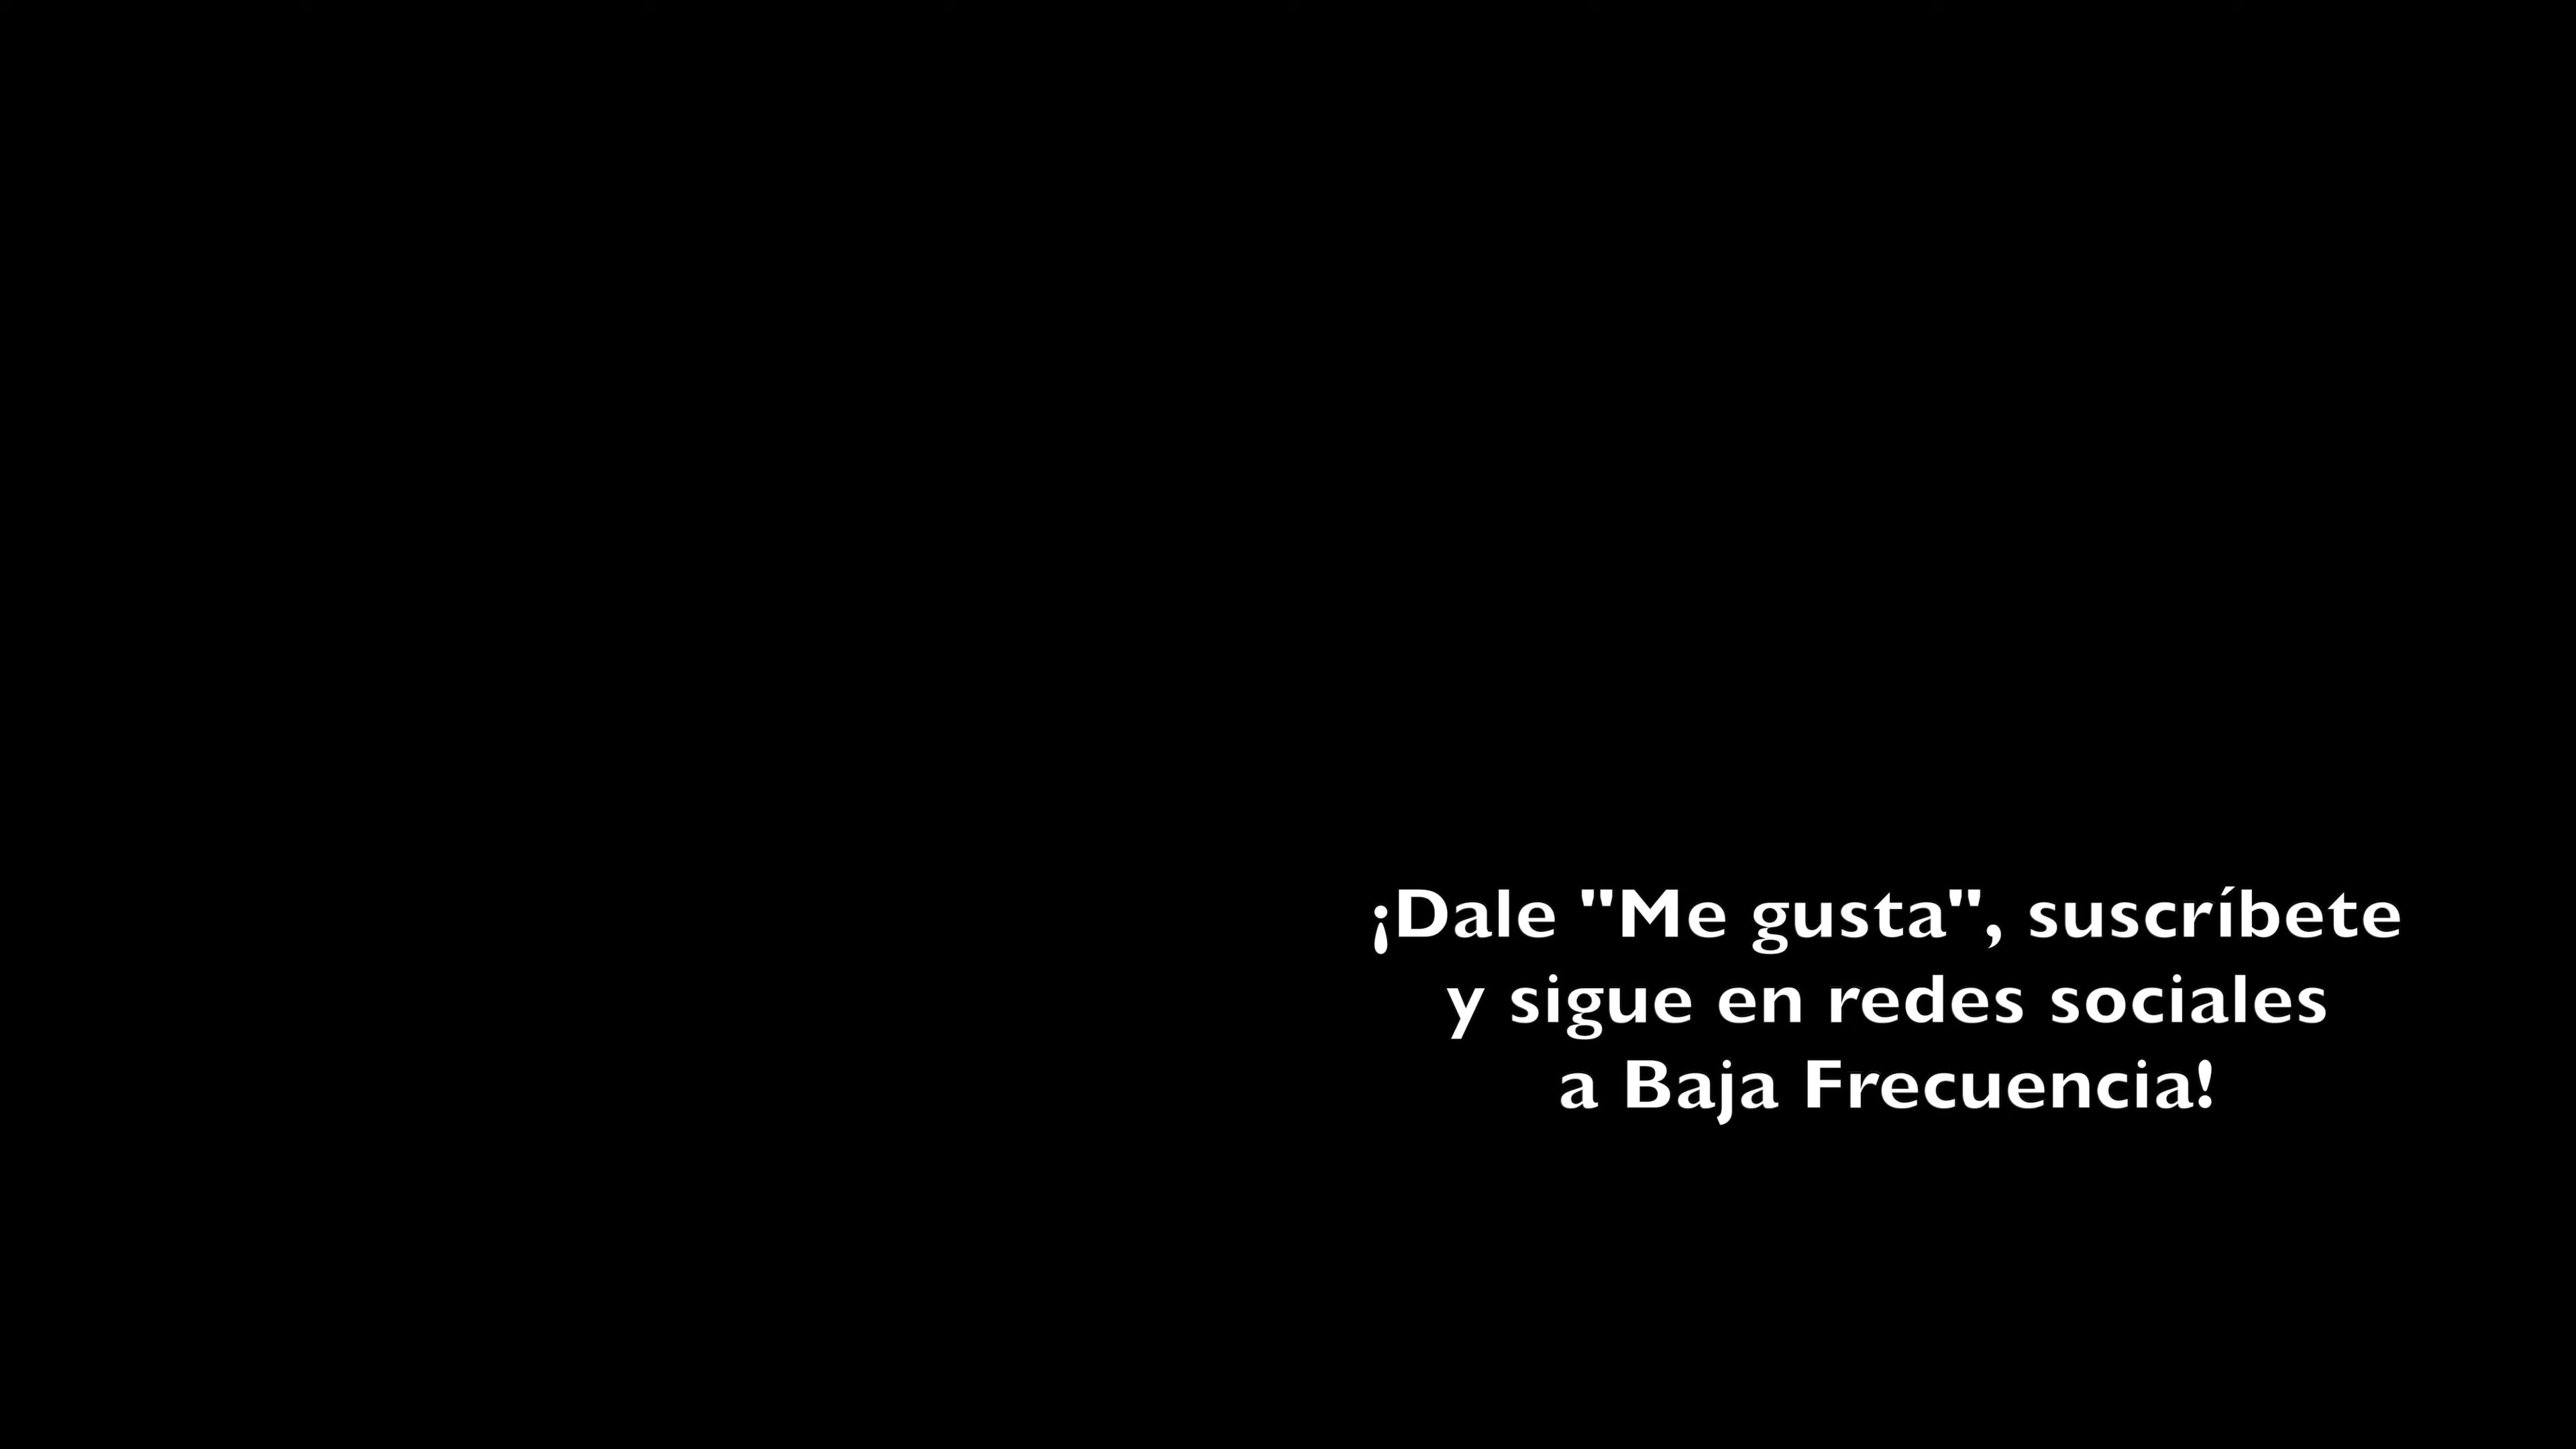 ¡Dale "Me gusta", suscríbete
y sigue en redes sociales
a Baja Frecuencia!